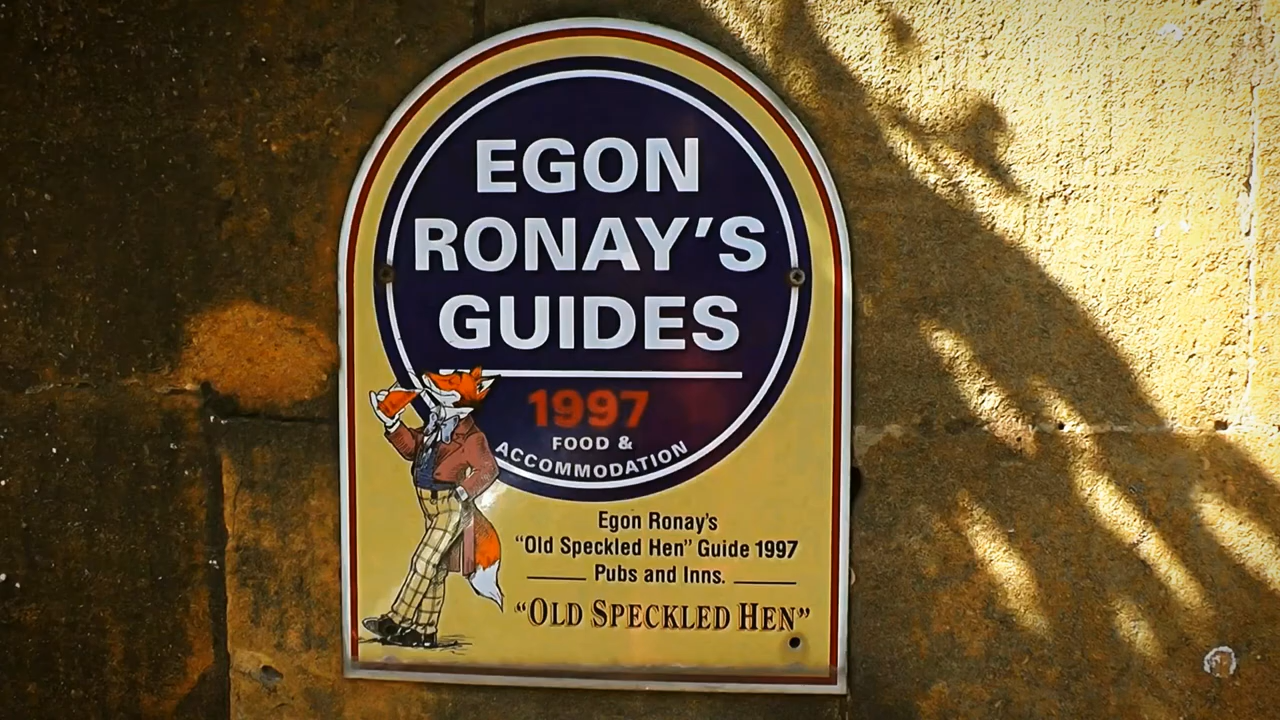 EGON
RONAY'S
GUIDES
1997
FOOD &
ACCOMMODATION
Egon Ronay's
“Old Speckled Hen” Guide 1997
Pubs and Inns.
“OLD SPECKLED HEN”